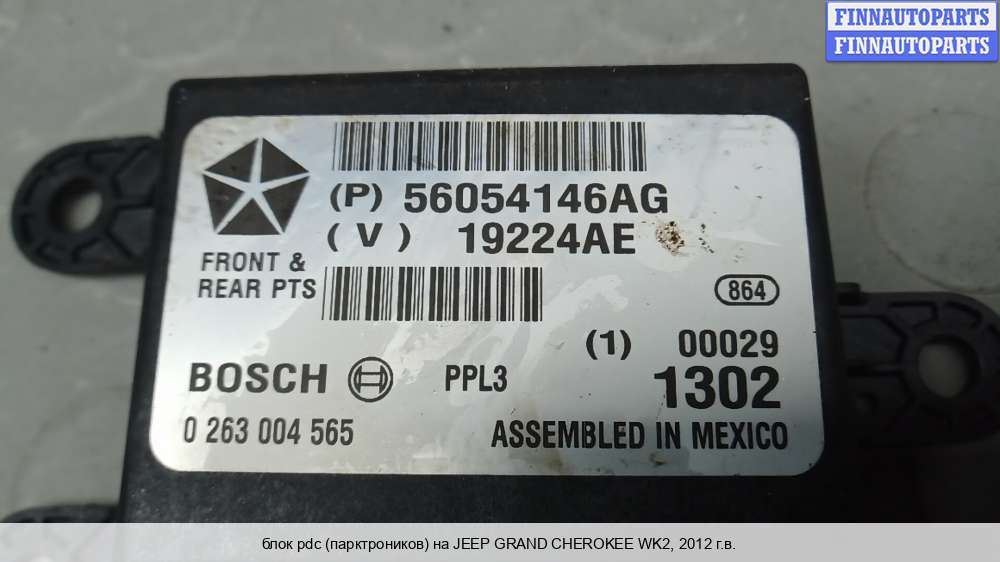 FINNAUTOPARTS
FINNAUTOPARTS
(P) 56054146AG
(V) 19224AE
FRONT &
REAR PTS
864
(1) 00029
BOSCH PPL3 1302
0 263 004 565 ASSEMBLED IN MEXICO
блок pdc (парктроников) на JEEP GRAND CHEROKEE WK2, 2012 г.в.